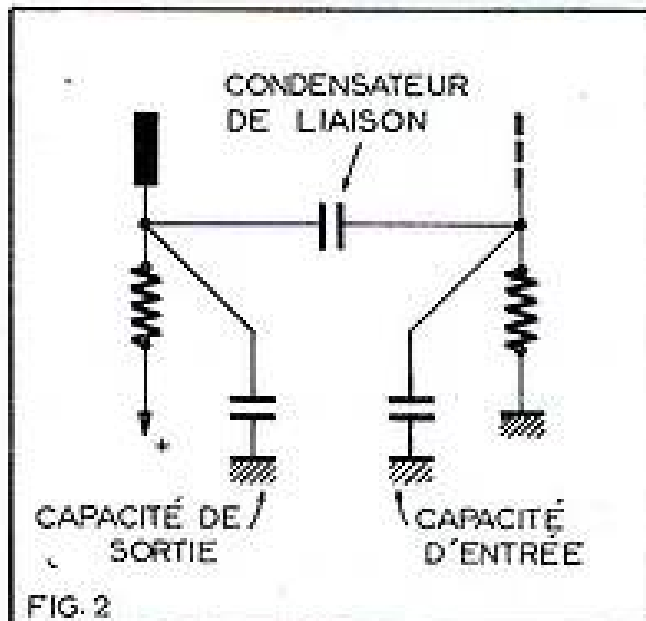 CONDENSATEUR
DE LIAISON
+
CAPACITÉ DE
SORTIE
CAPACITÉ
D'ENTRÉE
FIG. 2